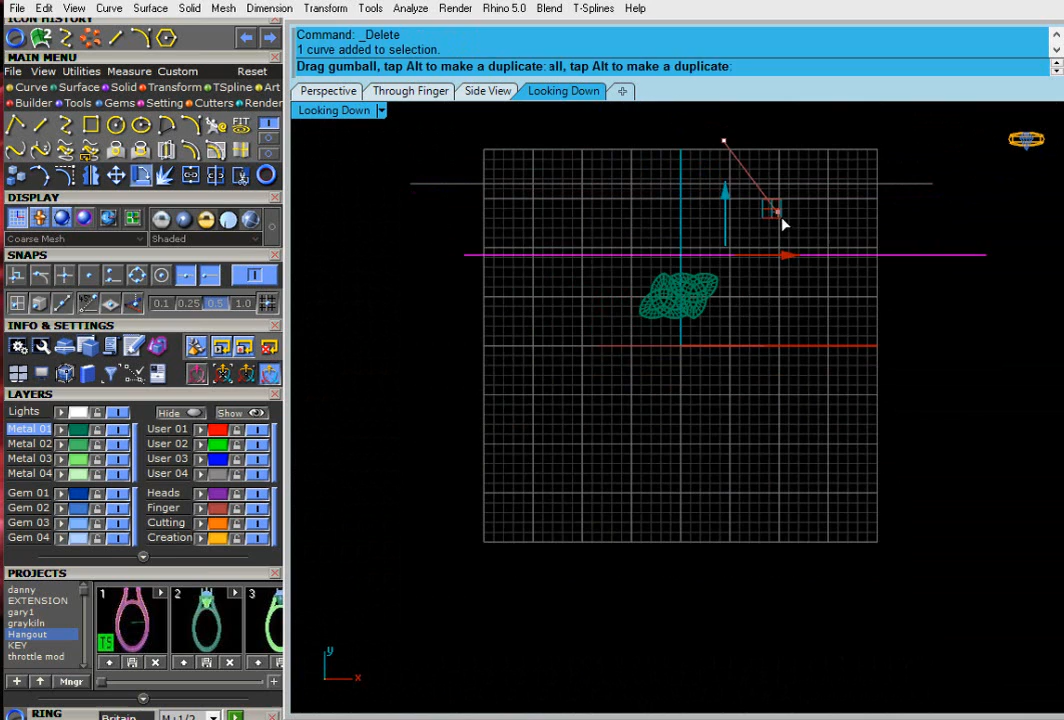 File Edit View Curve Surface Solid Mesh Dimension Transform Tools Analyze Render Rhino 5.0 Blend T-Splines Help
ICON HISTORY
MAIN MENU
File View Utilities Measure Custom Reset
Curve Surface Solid Transform TSpline Art
Builder Tools Gems Setting Cutters Render
FIT
DISPLAY
Coarse Mesh Shaded
SNAPS
0.1 0.25 0.5 1.0
INFO & SETTINGS
LAYERS
Lights Hide Show
Metal 01 User 01
Metal 02 User 02
Metal 03 User 03
Metal 04 User 04
Gem 01 Heads
Gem 02 Finger
Gem 03 Cutting
Gem 04 Creation
PROJECTS
danny
EXTENSION
gary1
graykiln
Hangout
KEY
throttle mod
1 2 3
TS
Mngr
RING
Britain M+1/2
Command: _Delete
1 curve added to selection.
Drag gumball, tap Alt to make a duplicate: all, tap Alt to make a duplicate:
Perspective Through Finger Side View Looking Down
Looking Down
y
x